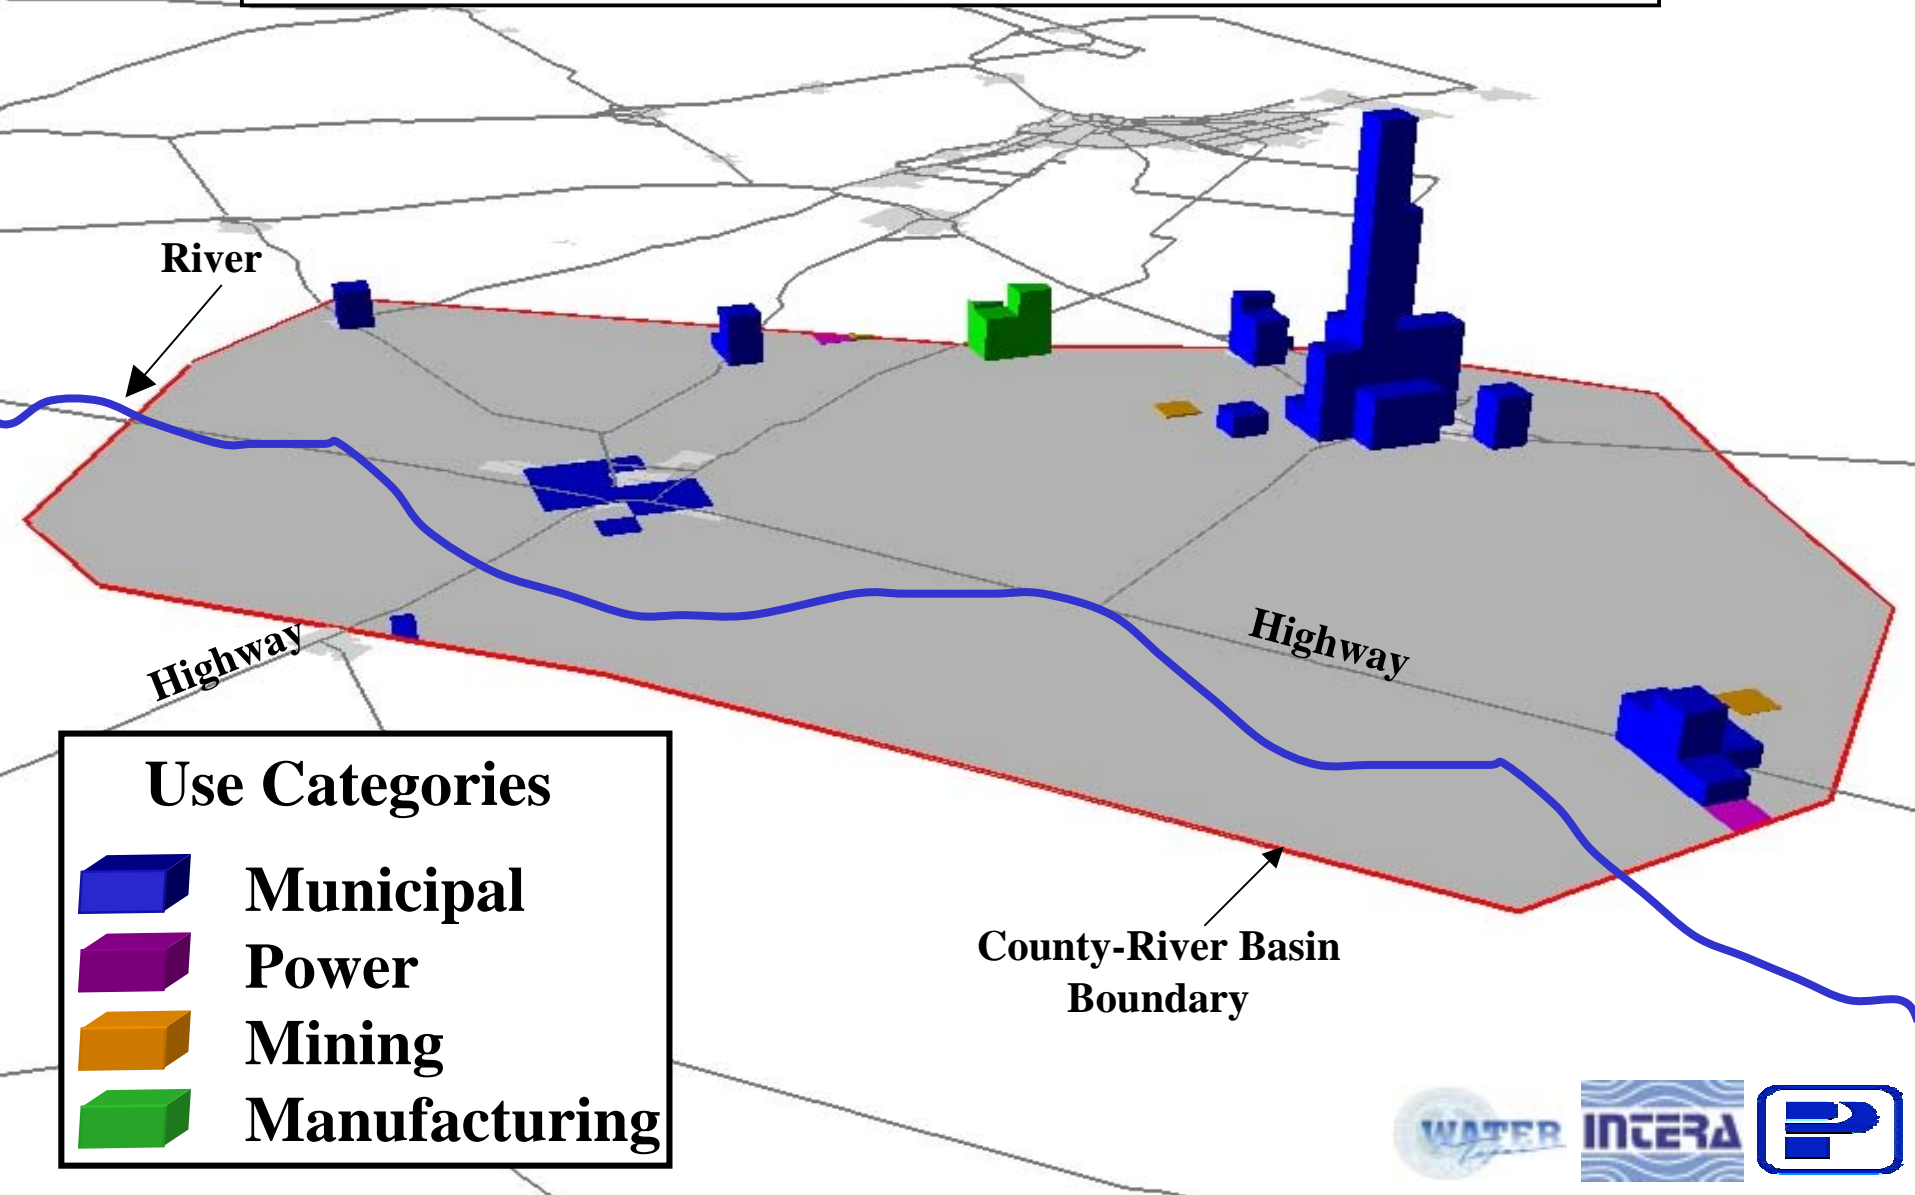 River
Highway
Highway
Use Categories
Municipal
Power
Mining
Manufacturing
County-River Basin
Boundary
WATER
INTERA